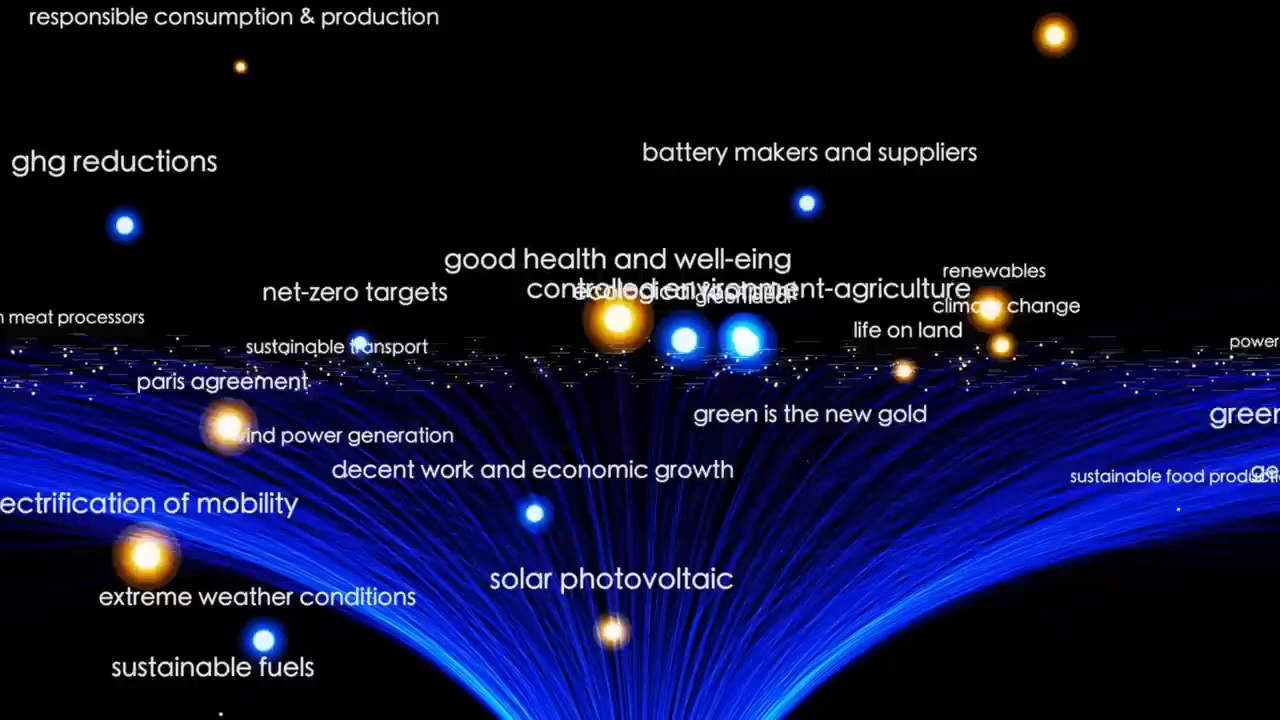 responsible consumption & production
battery makers and suppliers
ghg reductions
good health and well-eing
renewables
net-zero targets
controlled environment-agriculture
climate change
meat processors
life on land
sustainable transport
power
paris agreement
green is the new gold
green
wind power generation
decent work and economic growth
sustainable food production
ectrification of mobility
solar photovoltaic
extreme weather conditions
sustainable fuels